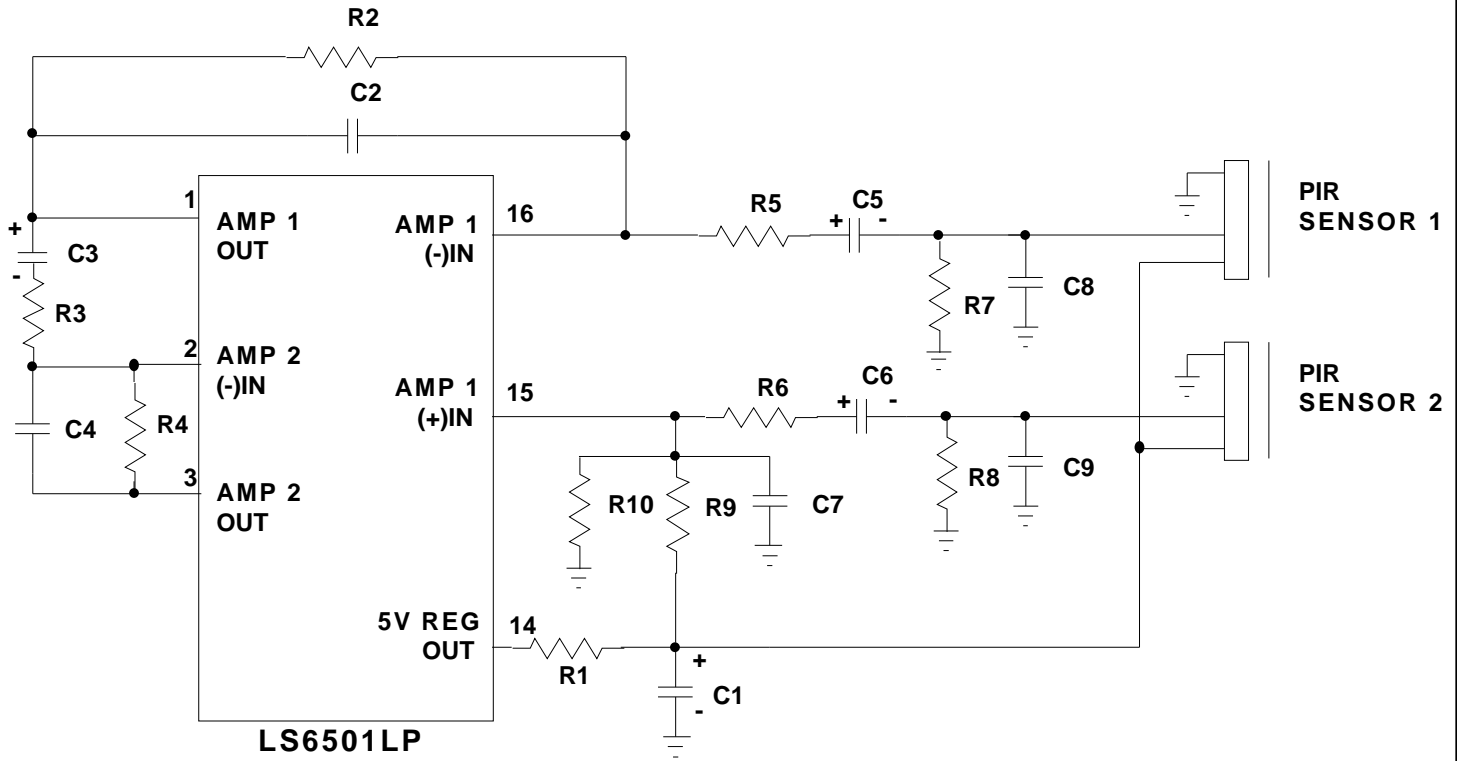 R2
C2
1
AMP 1
OUT
AMP 1
(-)IN
16
R5
C5
+ -
PIR
SENSOR 1
+
C3
-
R3
R7
C8
2
AMP 2
(-)IN
AMP 1
(+)IN
15
R6
C6
+ -
PIR
SENSOR 2
C4
R4
3
AMP 2
OUT
R10
R9
C7
R8
C9
5V REG
OUT
14
R1
+
C1
-
LS6501LP